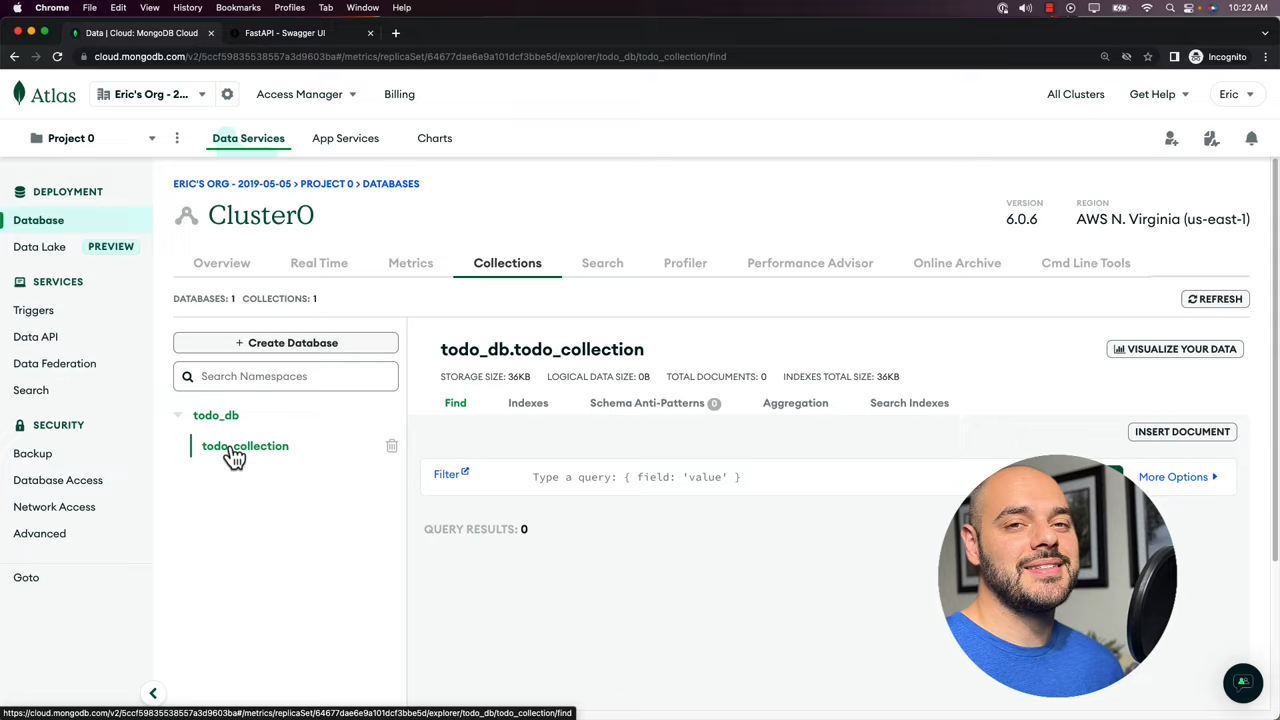 Chrome File Edit View History Bookmarks Profiles Tab Window Help 10:22 AM
Data | Cloud: MongoDB Cloud FastAPI - Swagger UI
cloud.mongodb.com/v2/5ccf59835538557a3d9603ba#/metrics/replicaSet/64677dae6e9a101dcf3bbe5d/explorer/todo_db/todo_collection/find Incognito
Atlas Eric's Org - 2... Access Manager Billing All Clusters Get Help Eric
Project 0 Data Services App Services Charts
ERIC'S ORG - 2019-05-05 > PROJECT 0 > DATABASES
DEPLOYMENT
Database
Data Lake PREVIEW
SERVICES
Triggers
Data API
Data Federation
Search
SECURITY
Backup
Database Access
Network Access
Advanced
Goto
Cluster0
VERSION
6.0.6
REGION
AWS N. Virginia (us-east-1)
Overview Real Time Metrics Collections Search Profiler Performance Advisor Online Archive Cmd Line Tools
DATABASES: 1 COLLECTIONS: 1
REFRESH
+ Create Database
Search Namespaces
todo_db
todo_collection
todo_db.todo_collection
VISUALIZE YOUR DATA
STORAGE SIZE: 36KB LOGICAL DATA SIZE: 0B TOTAL DOCUMENTS: 0 INDEXES TOTAL SIZE: 36KB
Find Indexes Schema Anti-Patterns 0 Aggregation Search Indexes
INSERT DOCUMENT
Filter Type a query: { field: 'value' } More Options
QUERY RESULTS: 0
https://cloud.mongodb.com/v2/5ccf59835538557a3d9603ba#/metrics/replicaSet/64677dae6e9a101dcf3bbe5d/explorer/todo_db/todo_collection/find